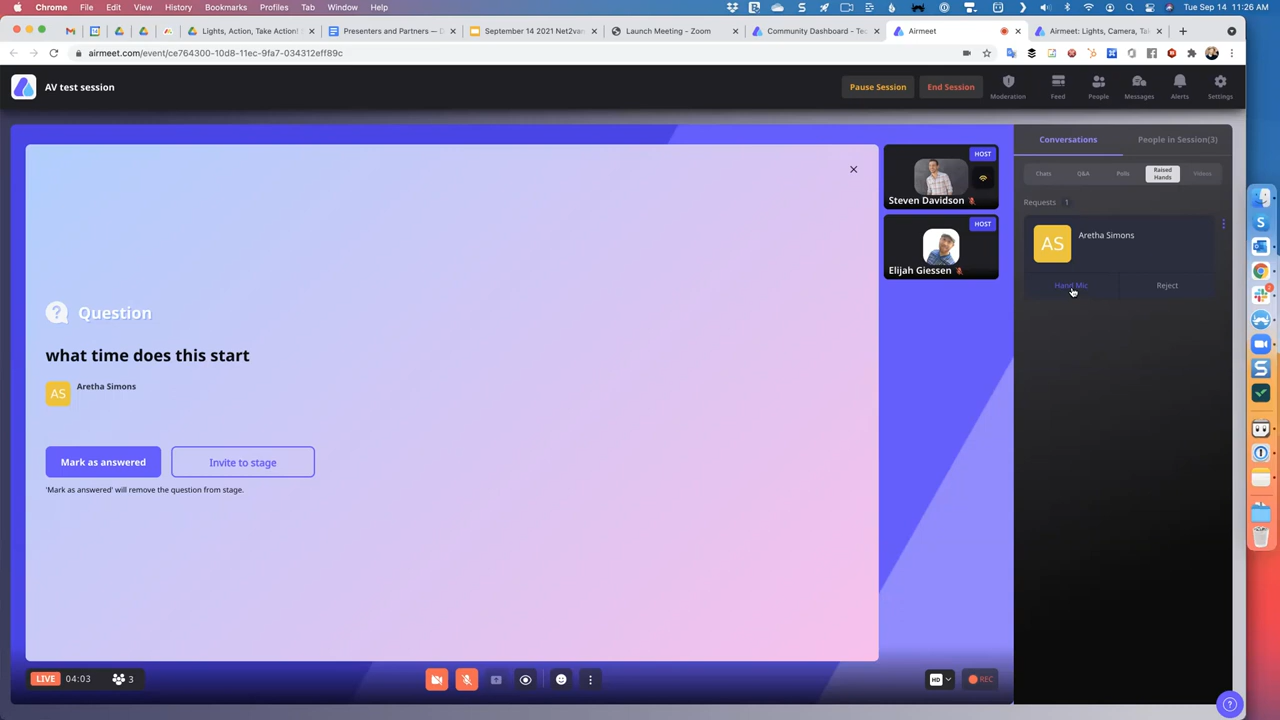 Chrome File Edit View History Bookmarks Profiles Tab Window Help Tue Sep 14 11:26 AM
Lights, Action, Take Action! E
Presenters and Partners — D
September 14 2021 Net2van
Launch Meeting - Zoom
Community Dashboard - Tec
Airmeet
Airmeet: Lights, Camera, Tak
airmeet.com/event/ce764300-10d8-11ec-9fa7-034312eff89c
AV test session
Pause Session
End Session
Moderation
Feed
People
Messages
Alerts
Settings
Conversations
People in Session(3)
Chats
Q&A
Polls
Raised
Hands
Videos
Requests 1
AS
Aretha Simons
Hand Mic
Reject
HOST
Steven Davidson
HOST
Elijah Giessen
Question
what time does this start
AS
Aretha Simons
Mark as answered
Invite to stage
'Mark as answered' will remove the question from stage.
LIVE 04:03 3
HD
REC